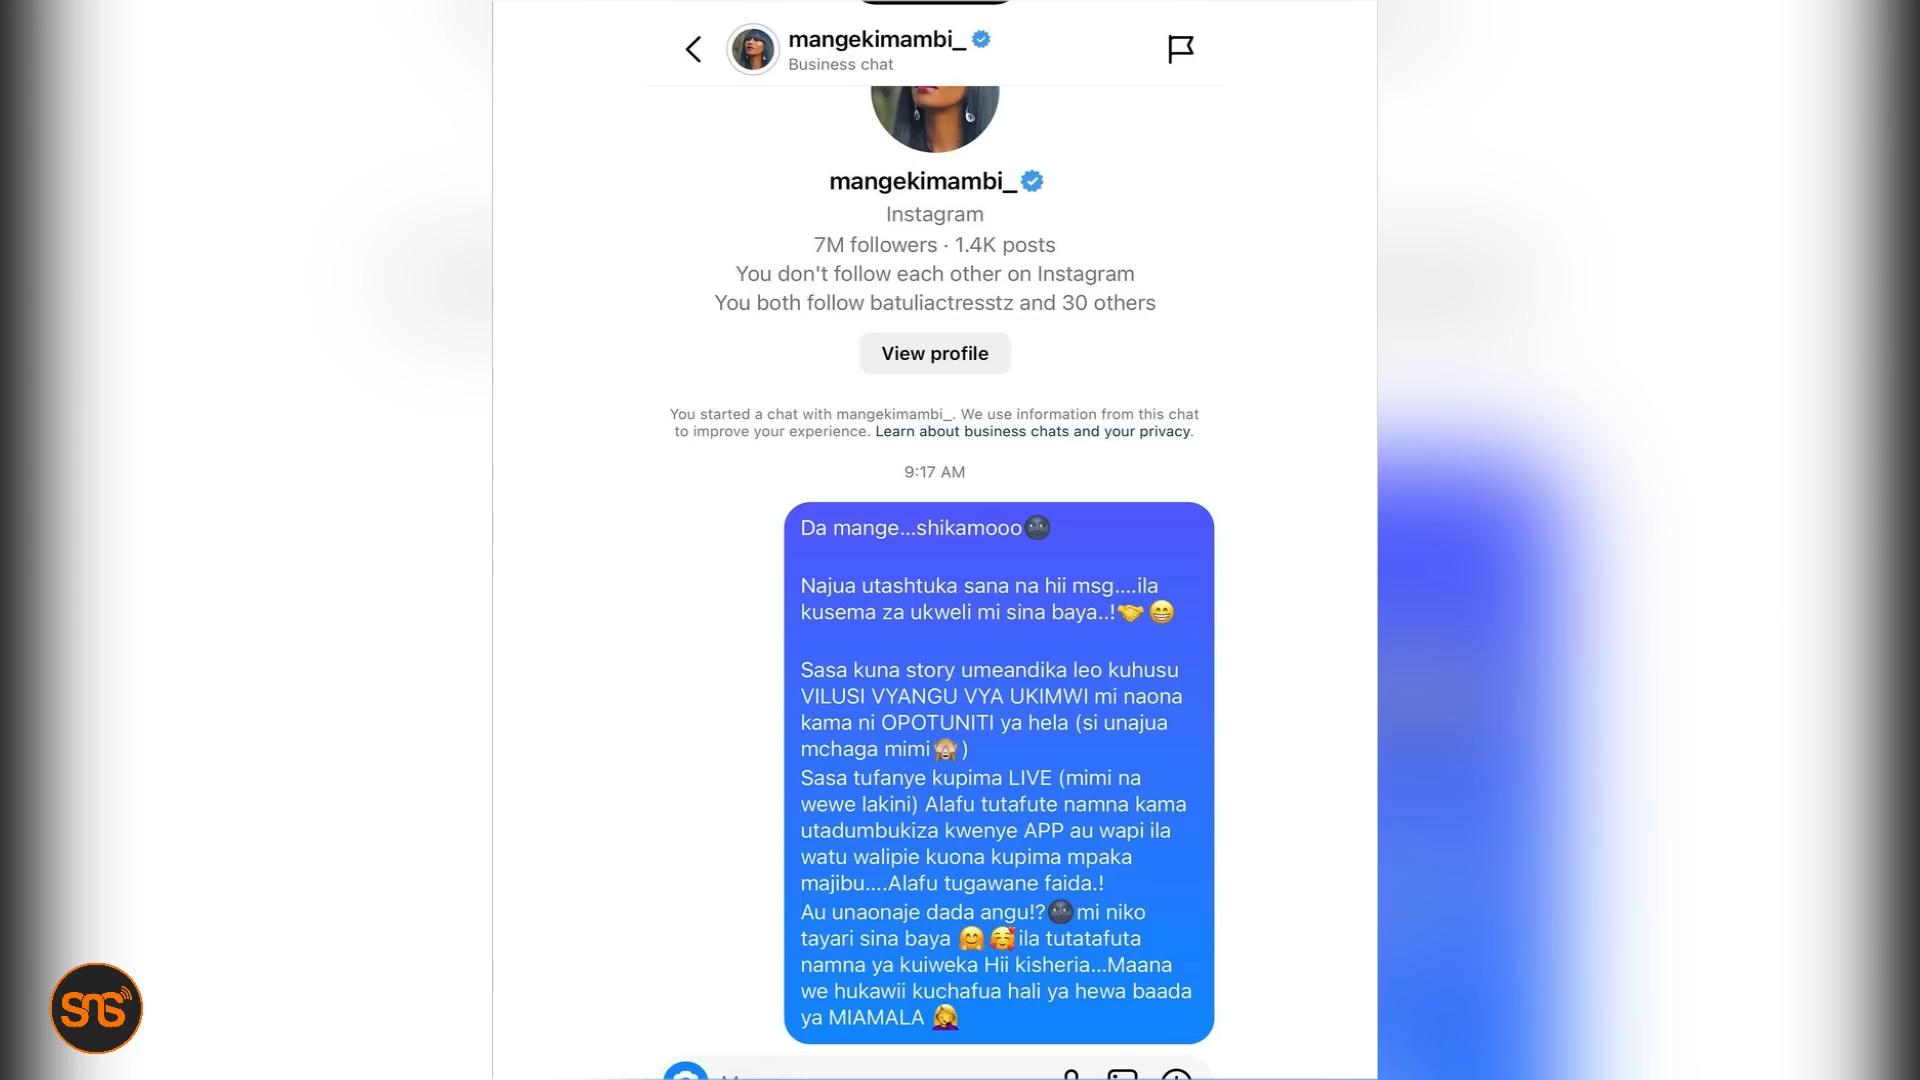 mangekimambi_
Business chat
mangekimambi_
Instagram
7M followers · 1.4K posts
You don't follow each other on Instagram
You both follow batuliactresstz and 30 others
View profile
You started a chat with mangekimambi_. We use information from this chat
to improve your experience. Learn about business chats and your privacy.
9:17 AM
Da mange...shikamooo🌚
Najua utashtuka sana na hii msg....ila
kusema za ukweli mi sina baya..!🤝😁
Sasa kuna story umeandika leo kuhusu
VILUSI VYANGU VYA UKIMWI mi naona
kama ni OPOTUNITI ya hela (si unajua
mchaga mimi🙈)
Sasa tufanye kupima LIVE (mimi na
wewe lakini) Alafu tutafute namna kama
utadumbukiza kwenye APP au wapi ila
watu walipie kuona kupima mpaka
majibu....Alafu tugawane faida.!
Au unaonaje dada angu!?🌚mi niko
tayari sina baya 🤗🥰ila tutatafuta
namna ya kuiweka Hii kisheria...Maana
we hukawii kuchafua hali ya hewa baada
ya MIAMALA 🤦‍♀️
SNS